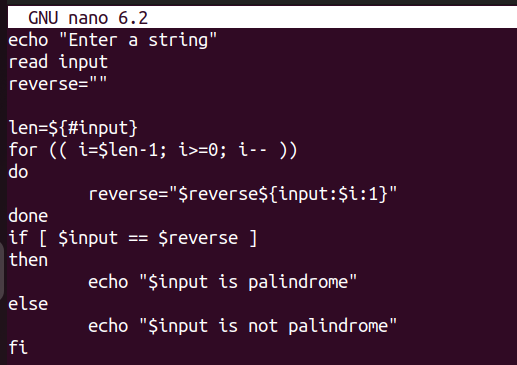 GNU nano 6.2
echo "Enter a string"
read input
reverse=""

len=${#input}
for (( i=$len-1; i>=0; i-- ))
do
        reverse="$reverse${input:$i:1}"
done
if [ $input == $reverse ]
then
        echo "$input is palindrome"
else
        echo "$input is not palindrome"
fi